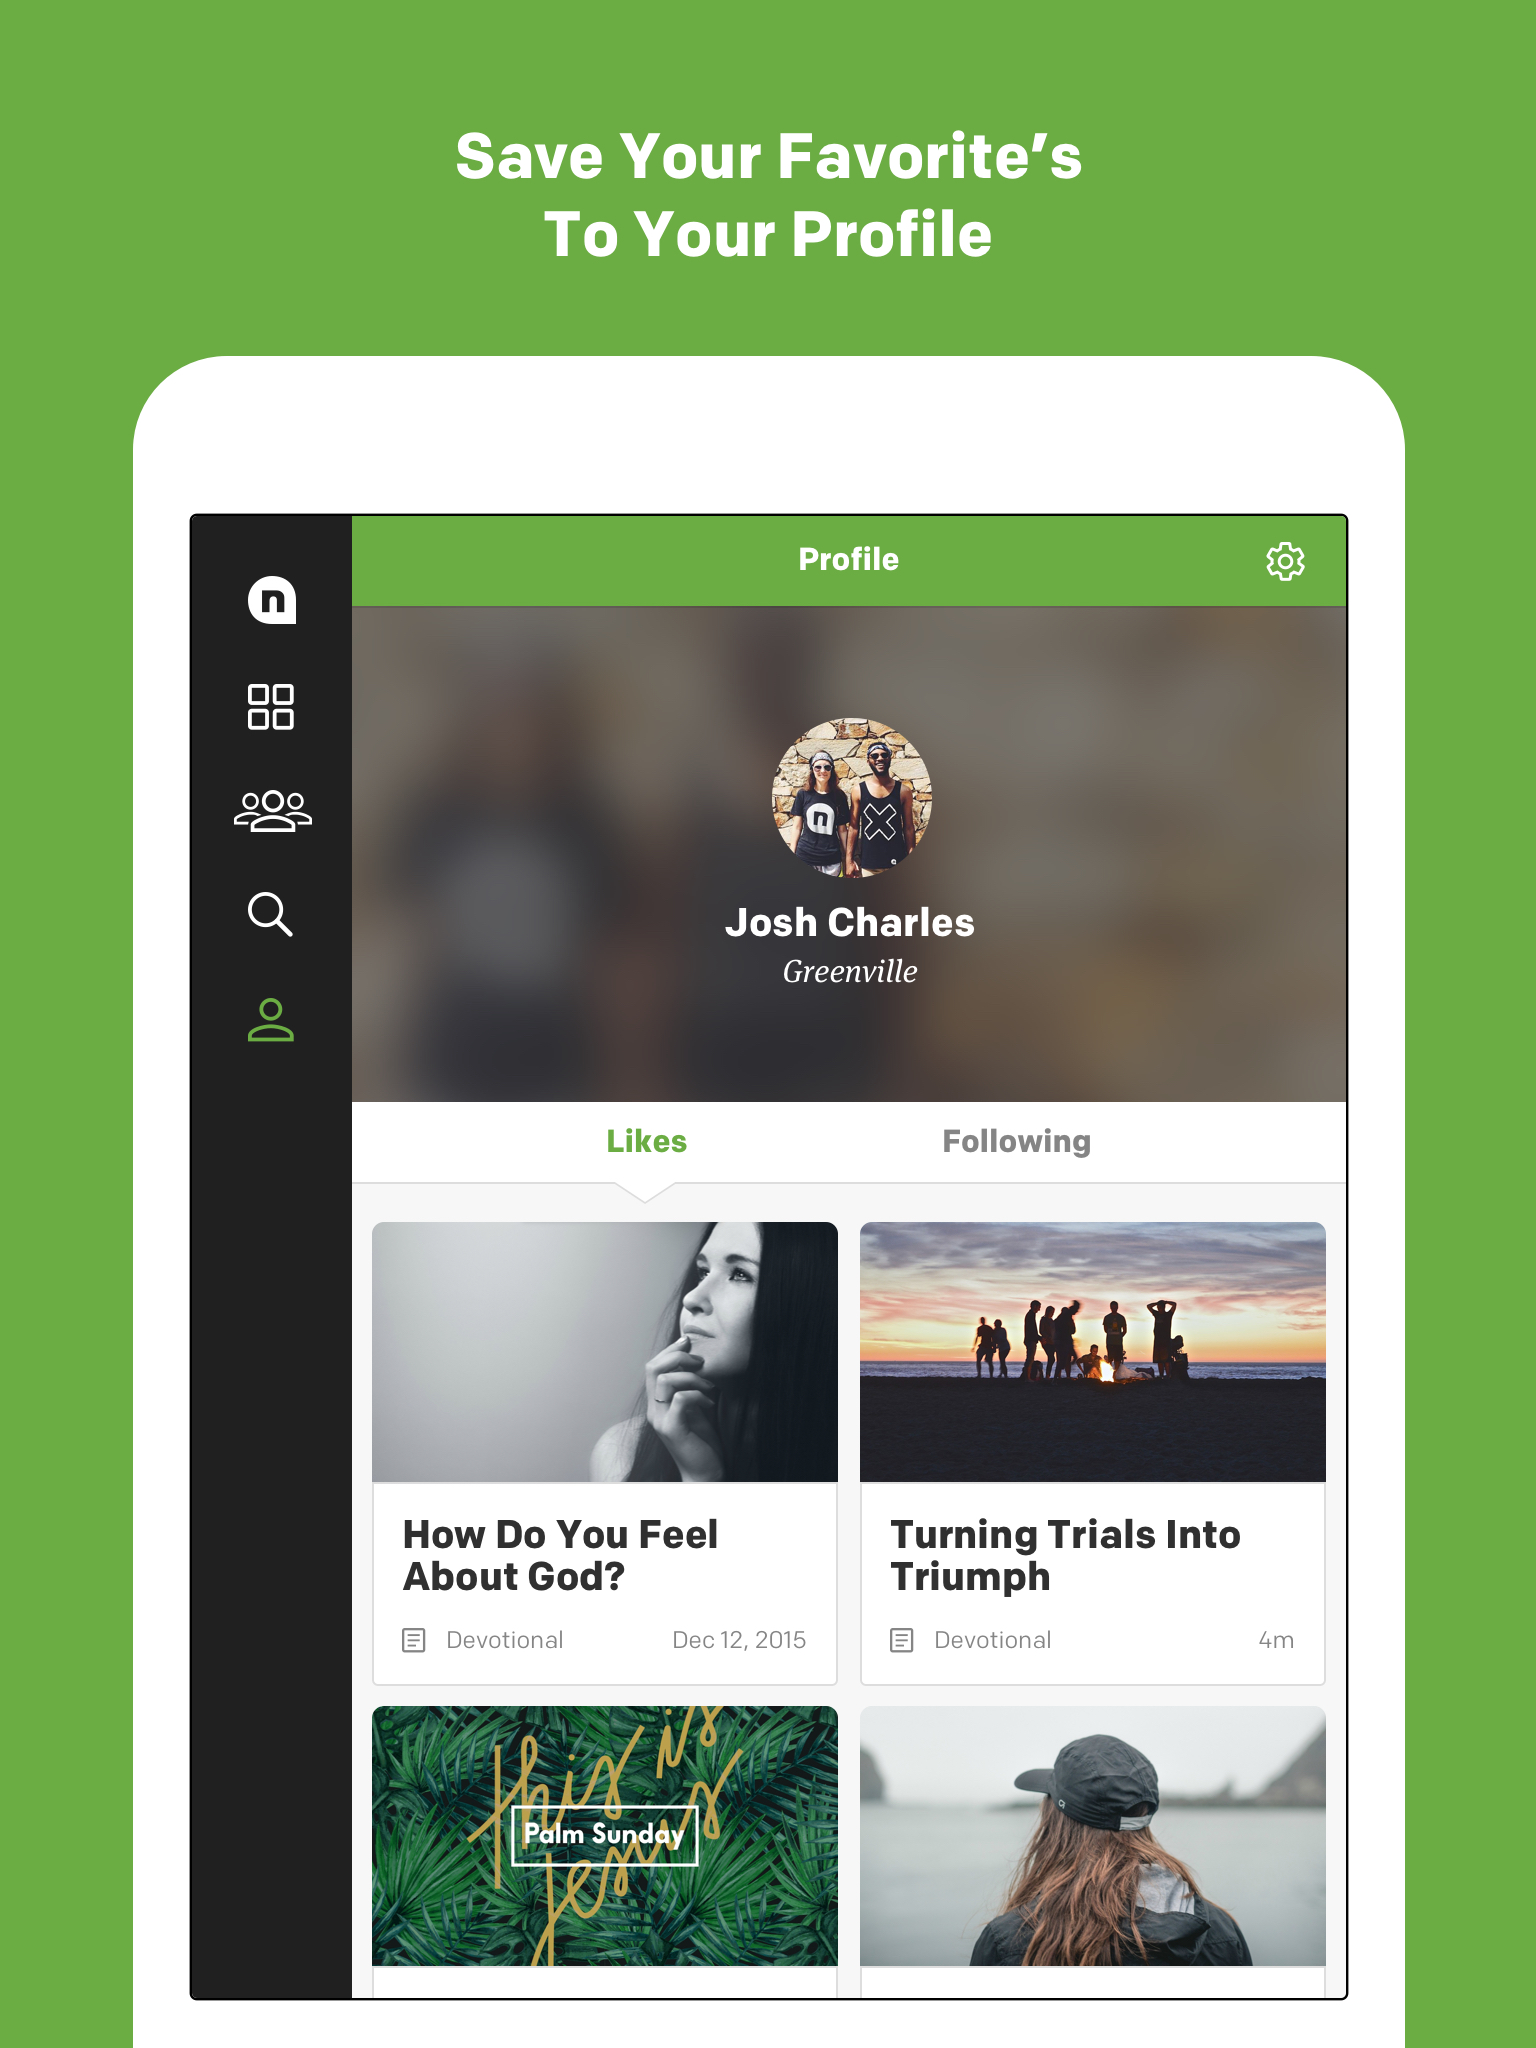 Save Your Favorite’s
To Your Profile
n
Profile
n
Josh Charles
Greenville
Likes
Following
How Do You Feel
About God?
Devotional
Dec 12, 2015
Turning Trials Into
Triumph
Devotional
4m
this is
Palm Sunday
jesus